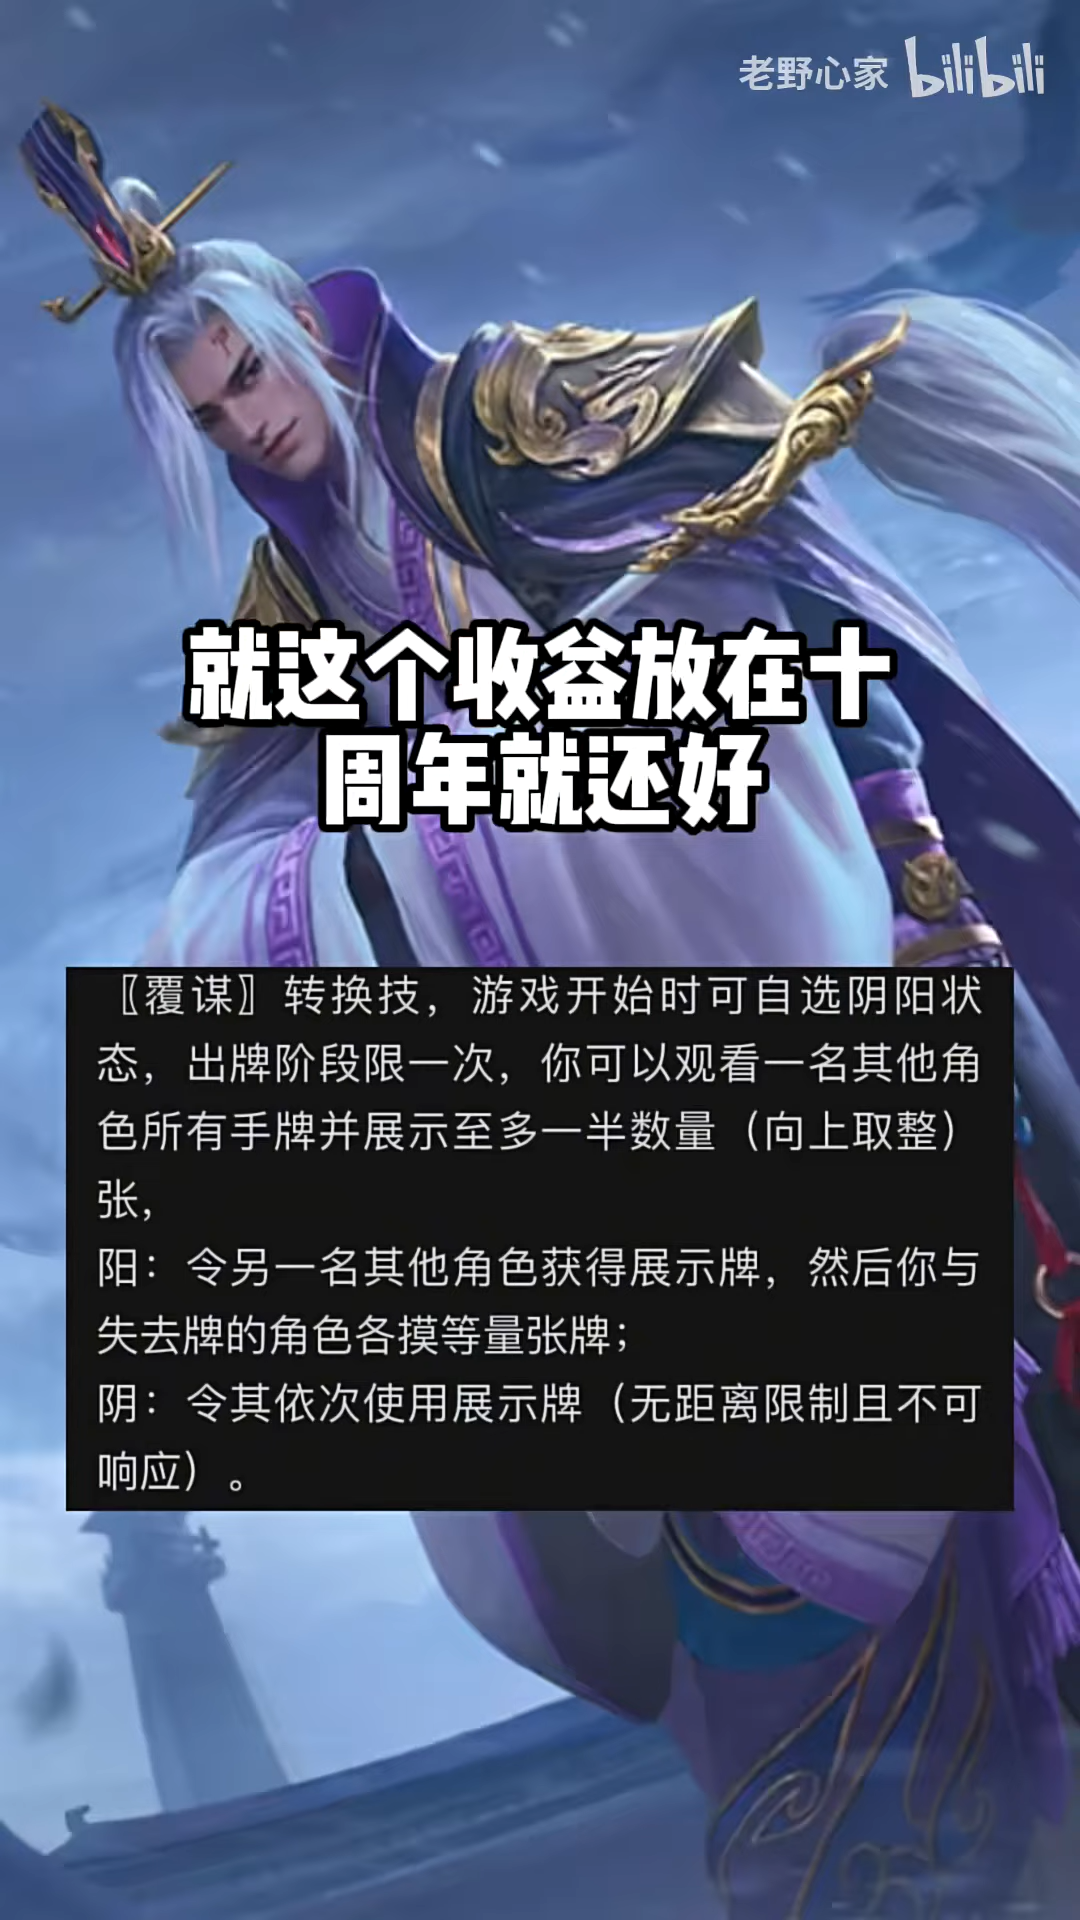 老野心家 bilibili
就这个收益放在十
周年就还好
〖覆谋〗转换技，游戏开始时可自选阴阳状
态，出牌阶段限一次，你可以观看一名其他角
色所有手牌并展示至多一半数量（向上取整）
张，
阳：令另一名其他角色获得展示牌，然后你与
失去牌的角色各摸等量张牌；
阴：令其依次使用展示牌（无距离限制且不可
响应）。